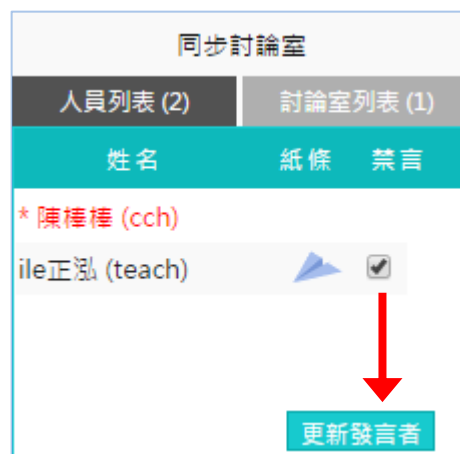 同步討論室
人員列表 (2) 討論室列表 (1)
姓名 紙條 禁言
* 陳棒棒 (cch)
ile正泓 (teach)
更新發言者